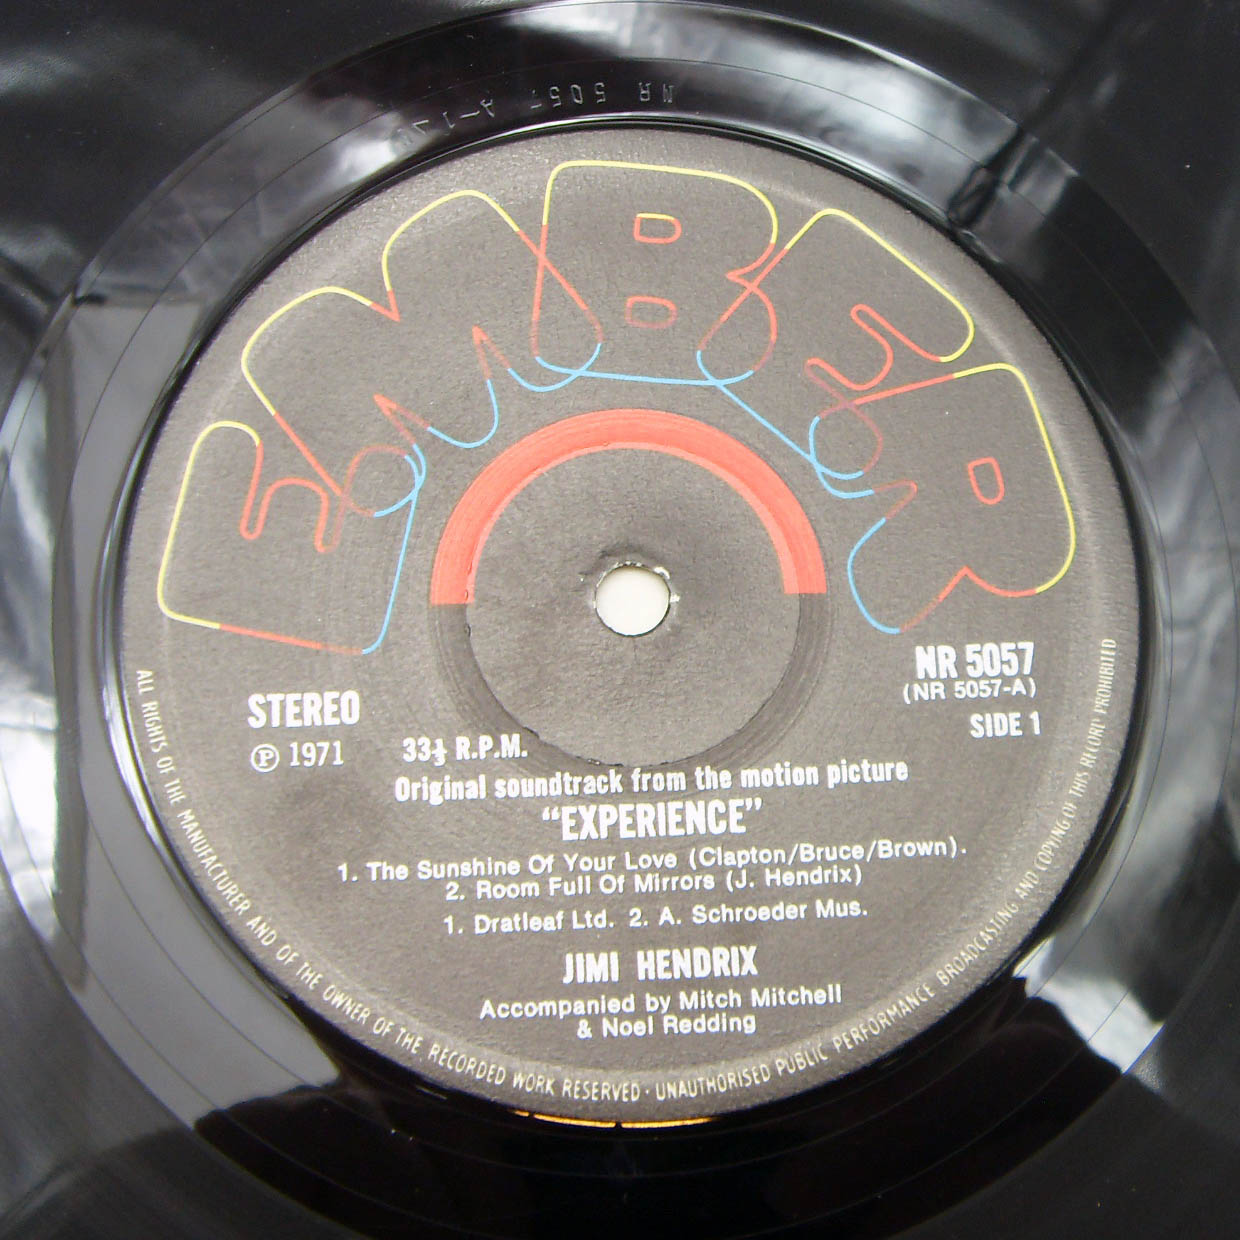 NR 5057 A-1
EMBER
NR 5057
(NR 5057-A)
SIDE 1
STEREO
℗ 1971
33⅓ R.P.M.
Original soundtrack from the motion picture
“EXPERIENCE”
1. The Sunshine Of Your Love (Clapton/Bruce/Brown).
2. Room Full Of Mirrors (J. Hendrix)
1. Dratleaf Ltd. 2. A. Schroeder Mus.
JIMI HENDRIX
Accompanied by Mitch Mitchell
& Noel Redding
ALL RIGHTS OF THE MANUFACTURER AND OF THE OWNER OF THE RECORDED WORK RESERVED · UNAUTHORISED PUBLIC PERFORMANCE BROADCASTING AND COPYING OF THIS RECORD PROHIBITED